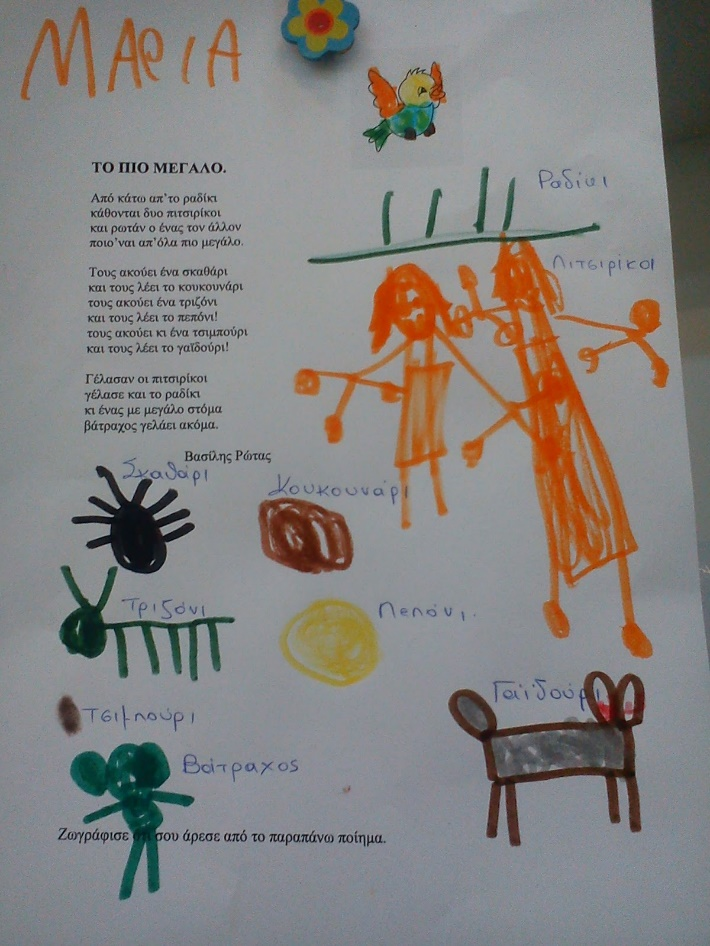 ΜΑΡΙΑ
ΤΟ ΠΙΟ ΜΕΓΑΛΟ.
Από κάτω απ'το ραδίκι
κάθονται δυο πιτσιρίκοι
και ρωτάν ο ένας τον άλλον
ποιο'ναι απ'όλα πιο μεγάλο.
Τους ακούει ένα σκαθάρι
και τους λέει το κουκουνάρι
τους ακούει ένα τριζόνι
και τους λέει το πεπόνι!
τους ακούει κι ένα τσιμπούρι
και τους λέει το γαϊδούρι!
Γέλασαν οι πιτσιρίκοι
γέλασε και το ραδίκι
κι ένας με μεγάλο στόμα
βάτραχος γελάει ακόμα.
Βασίλης Ρώτας
Ραδίκι
Πιτσιρίκοι
Σκαθάρι
Κουκουνάρι
Τριζόνι
Πεπόνι.
Τσιμπούρι
Γαϊδούρι
Βάτραχος
Ζωγράφισε ότι σου άρεσε από το παραπάνω ποίημα.